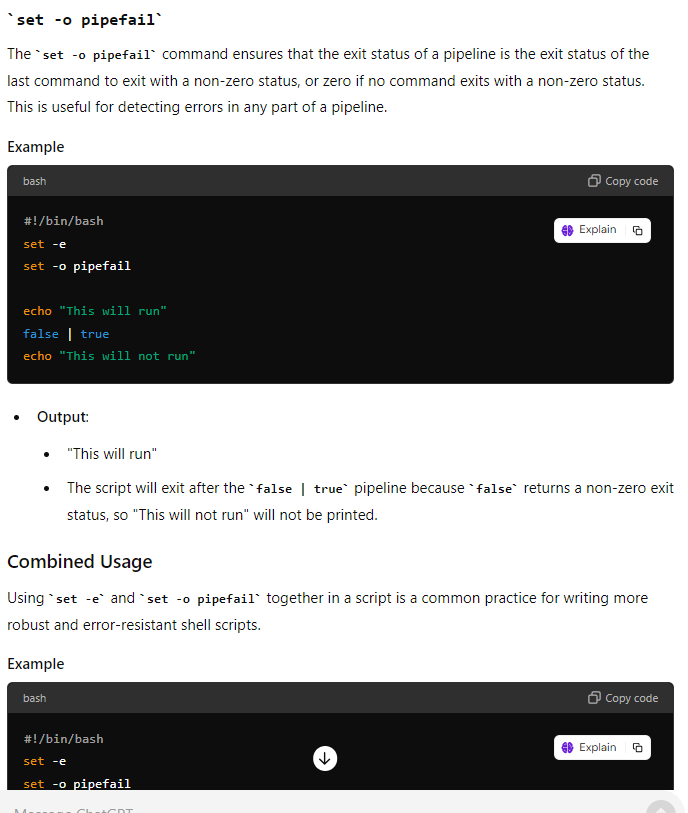 `set -o pipefail`
The `set -o pipefail` command ensures that the exit status of a pipeline is the exit status of the
last command to exit with a non-zero status, or zero if no command exits with a non-zero status.
This is useful for detecting errors in any part of a pipeline.
Example
bash Copy code
#!/bin/bash
Explain
set -e
set -o pipefail
echo "This will run"
false | true
echo "This will not run"
Output:
"This will run"
The script will exit after the `false | true` pipeline because `false` returns a non-zero exit
status, so "This will not run" will not be printed.
Combined Usage
Using `set -e` and `set -o pipefail` together in a script is a common practice for writing more
robust and error-resistant shell scripts.
Example
bash Copy code
#!/bin/bash
Explain
set -e
set -o pipefail
Message ChatGPT